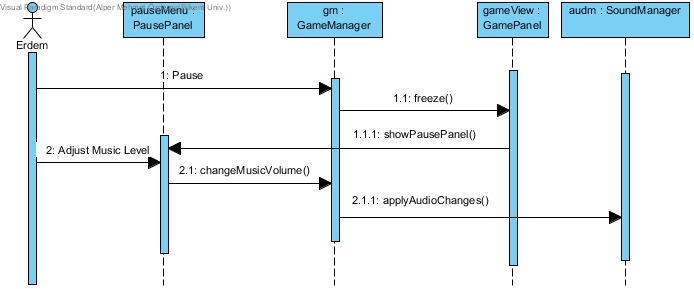 Visual Paradigm Standard(Alper Mehmet
Univ.))
pauseMenu :
PausePanel
gm :
GameManager
gameView :
GamePanel
audm : SoundManager
Erdem
1: Pause
1.1: freeze()
1.1.1: showPausePanel()
2: Adjust Music Level
2.1: changeMusicVolume()
2.1.1: applyAudioChanges()